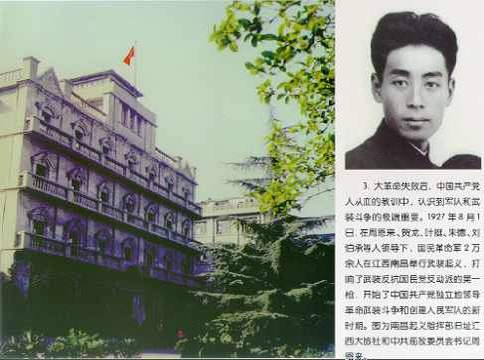 3. 大革命失败后，中国共产党
人从血的教训中，认识到军队和武
装斗争的极端重要。1927年8月1
日，在周恩来、贺龙、叶挺、朱德、刘
伯承等人领导下，国民革命军2万
余人在江西南昌举行武装起义，打
响了武装反抗国民党反动派的第一
枪，开始了中国共产党独立地领导
革命武装斗争和创建人民军队的新
时期。图为南昌起义指挥部旧址江
西大旅社和中共前敌委员会书记周
恩来。